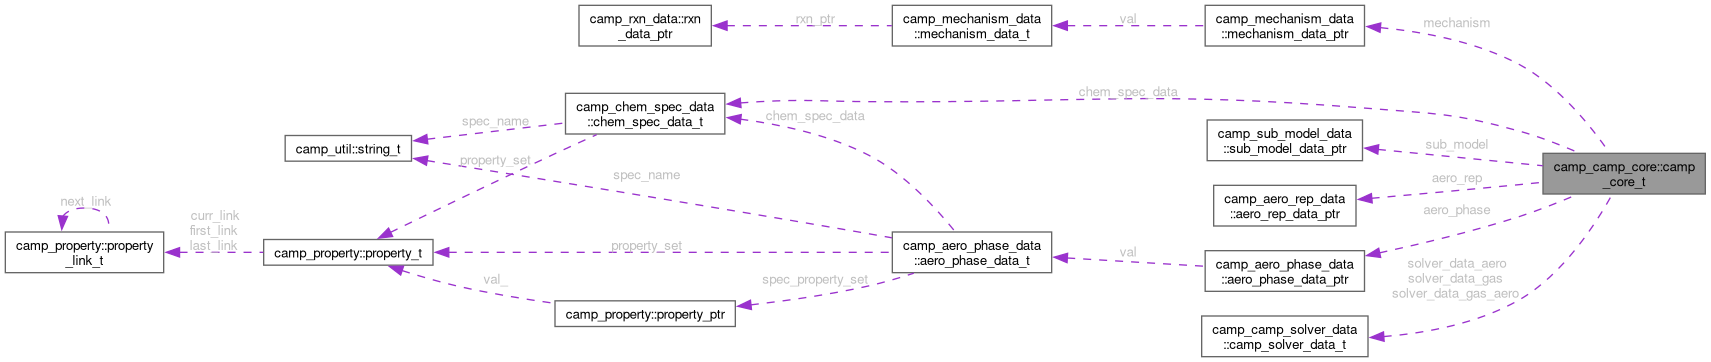 camp_rxn_data::rxn
_data_ptr
rxn_ptr
camp_mechanism_data
::mechanism_data_t
val
camp_mechanism_data
::mechanism_data_ptr
mechanism
camp_chem_spec_data
::chem_spec_data_t
chem_spec_data
chem_spec_data
spec_name
camp_util::string_t
property_set
spec_name
camp_sub_model_data
::sub_model_data_ptr
sub_model
camp_camp_core::camp
_core_t
aero_rep
camp_aero_rep_data
::aero_rep_data_ptr
aero_phase
next_link
camp_property::property
_link_t
curr_link
first_link
last_link
camp_property::property_t
property_set
camp_aero_phase_data
::aero_phase_data_t
val
camp_aero_phase_data
::aero_phase_data_ptr
solver_data_aero
solver_data_gas
solver_data_gas_aero
val_
spec_property_set
camp_property::property_ptr
camp_camp_solver_data
::camp_solver_data_t